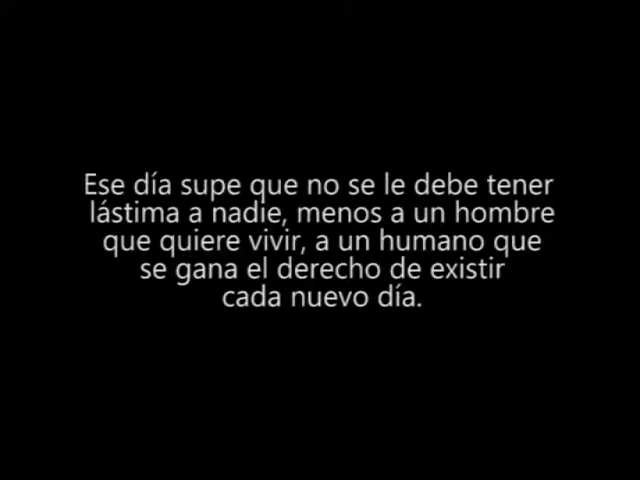 Ese día supe que no se le debe tener
lástima a nadie, menos a un hombre
que quiere vivir, a un humano que
se gana el derecho de existir
cada nuevo día.